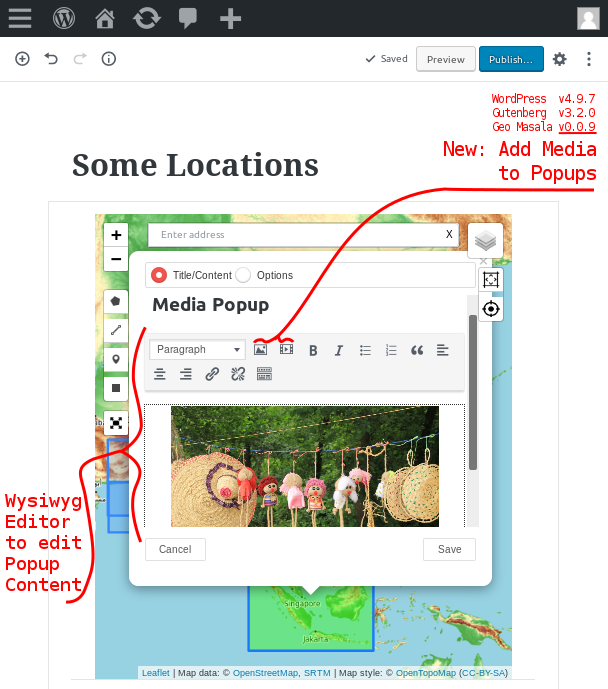 Saved
Preview
Publish...
WordPress v4.9.7
Gutenberg v3.2.0
Geo Masala v0.0.9
New: Add Media
to Popups
Some Locations
+
Enter address X
−
Title/Content Options
Media Popup
Paragraph
B I
Wysiwyg
Editor
to edit
Popup
Content
Cancel Save
Singapore
Jakarta
Leaflet | Map data: © OpenStreetMap, SRTM | Map style: © OpenTopoMap (CC-BY-SA)